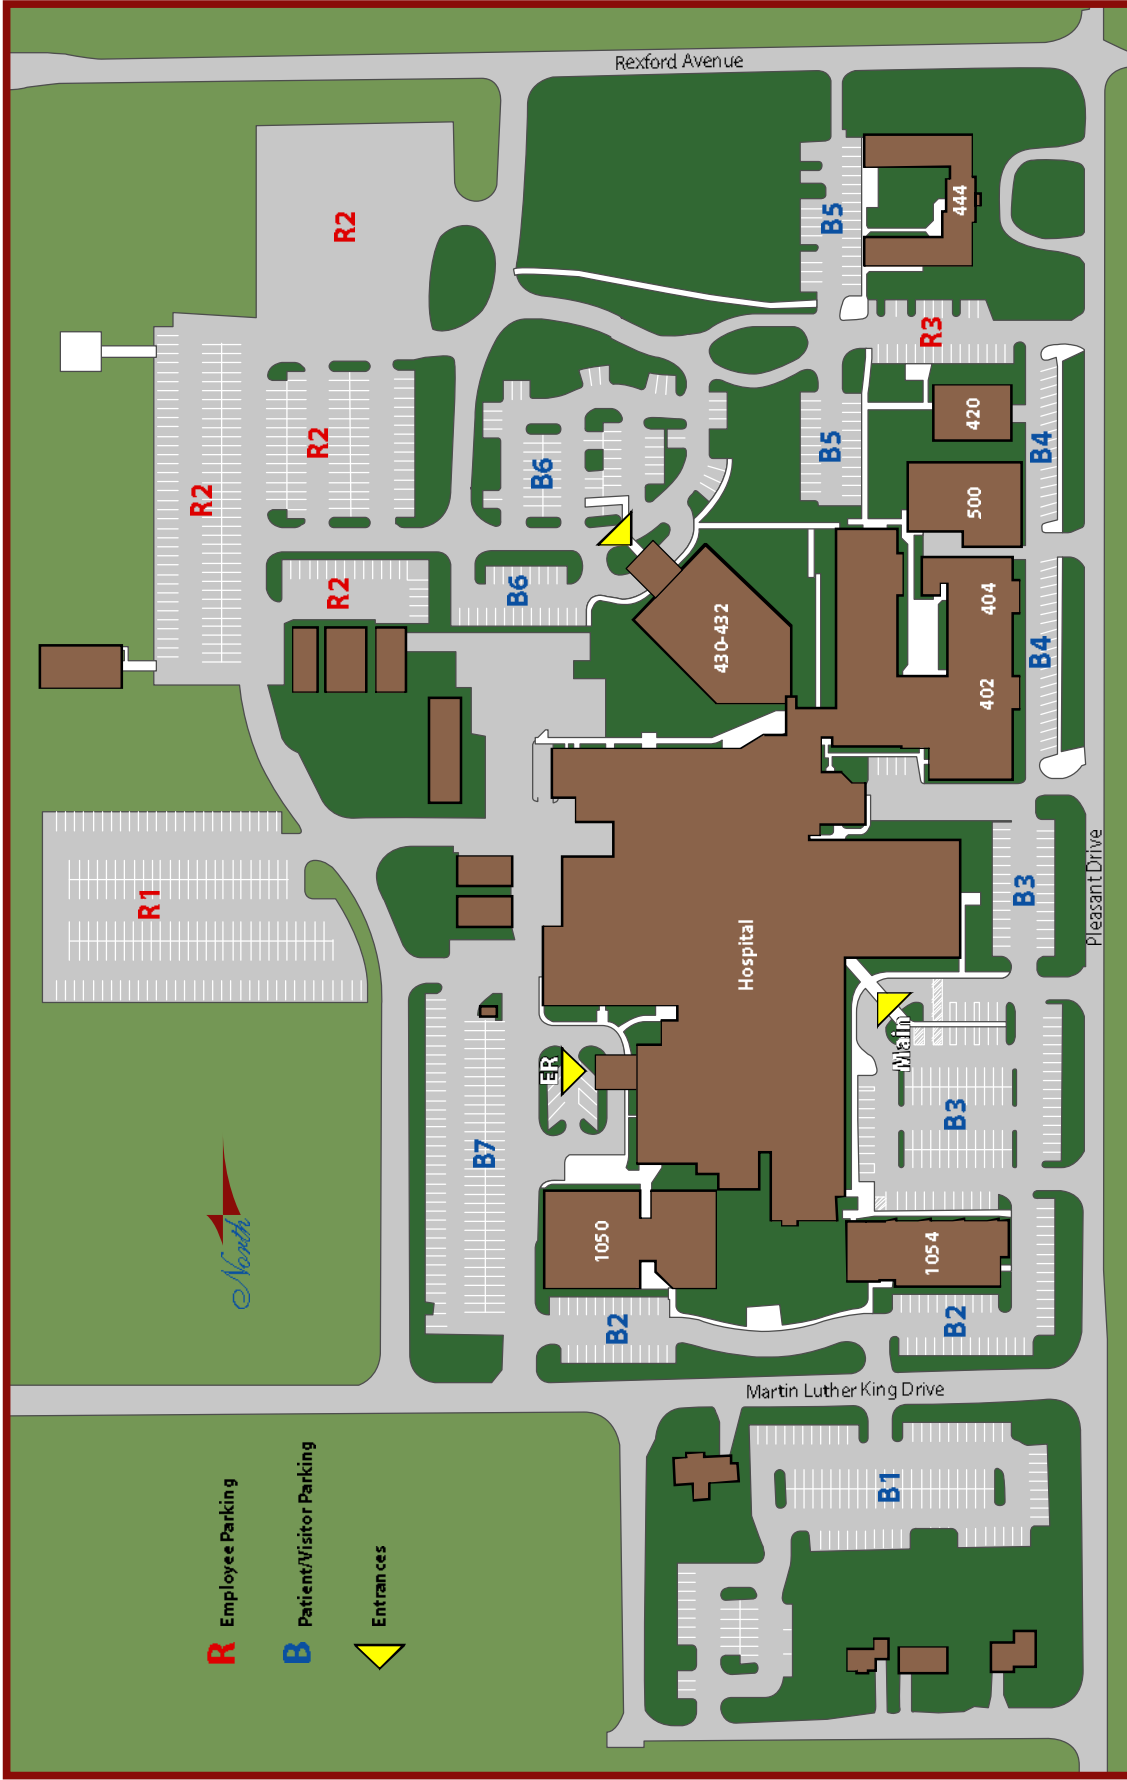 Rexford Avenue
R2
R2
R2
R2
B5
444
R3
B5
420
B4
500
B6
B6
430-432
404
402
B4
R1
Hospital
B3
Pleasant Drive
Main
ER
B7
B3
1050
1054
B2
B2
North
Martin Luther King Drive
B1
R Employee Parking
B Patient/Visitor Parking
Entrances